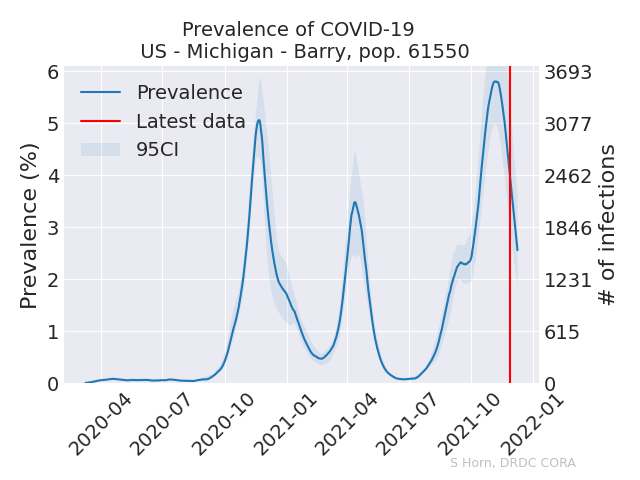 Prevalence of COVID-19
US - Michigan - Barry, pop. 61550
Prevalence
Latest data
95CI
Prevalence (%)
6
5
4
3
2
1
0
3693
3077
2462
1846
1231
615
0
# of infections
2020-04
2020-07
2020-10
2021-01
2021-04
2021-07
2021-10
2022-01
S Horn, DRDC CORA